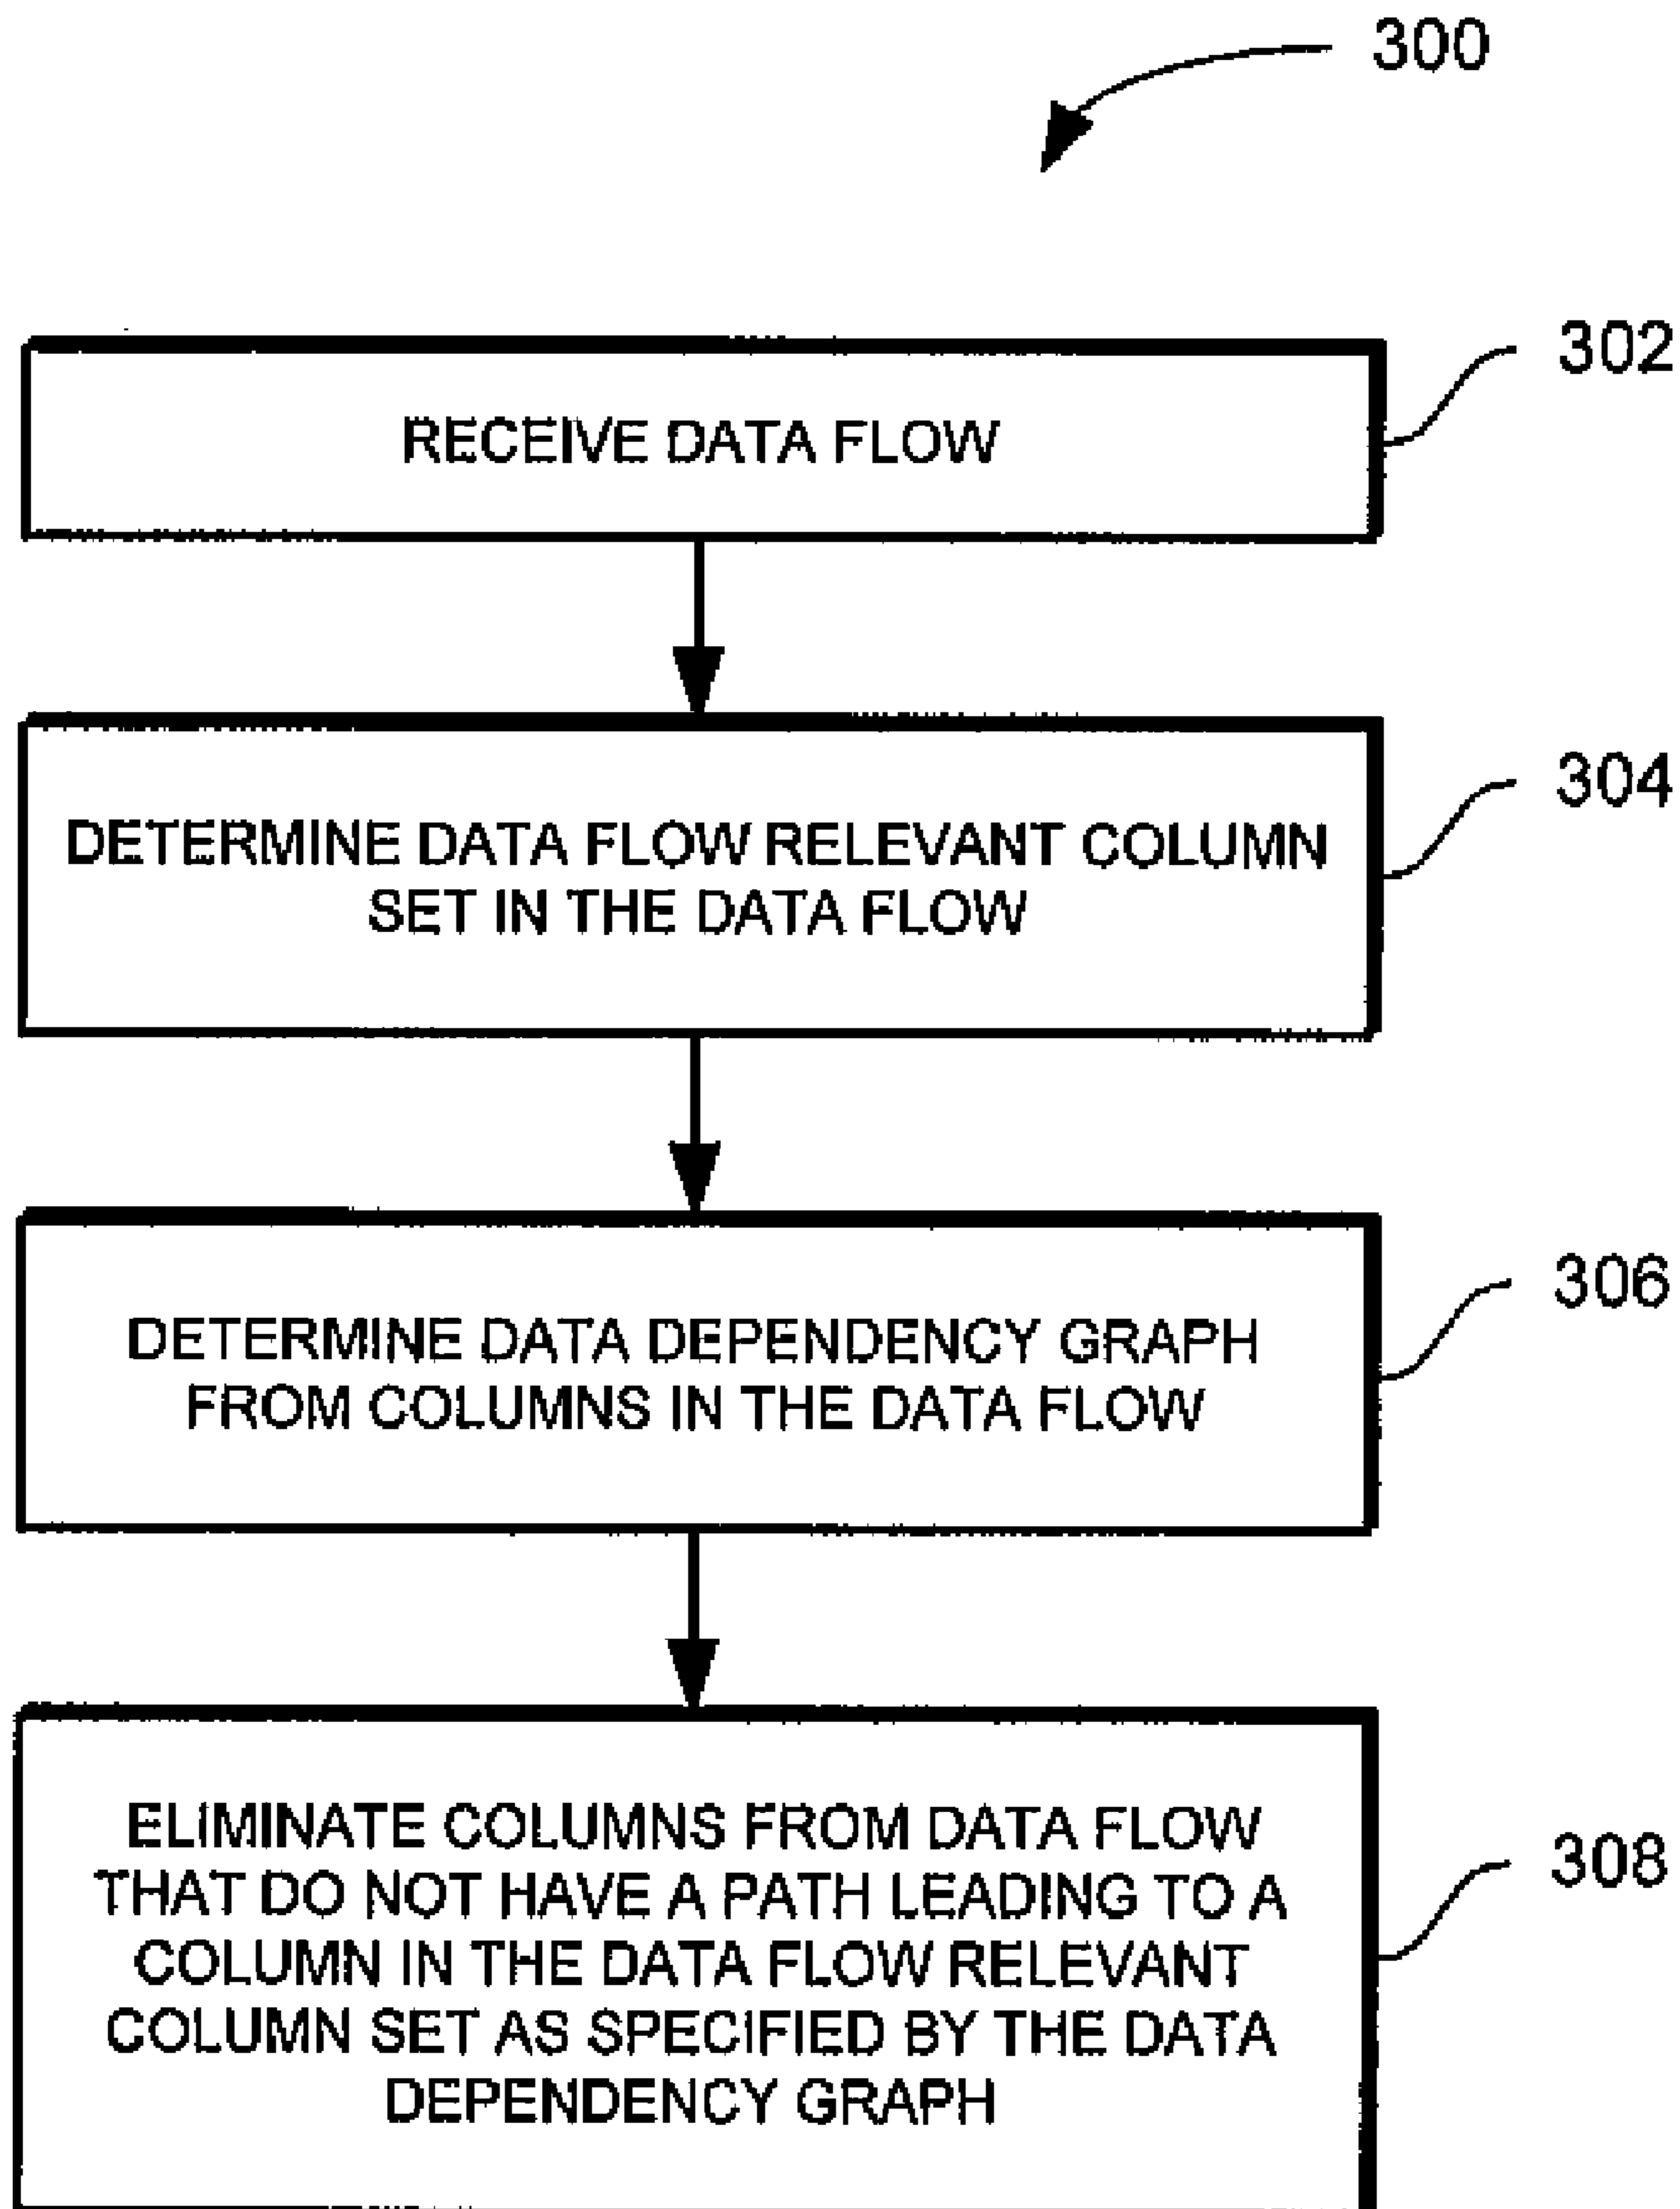 300
302
RECEIVE DATA FLOW
304
DETERMINE DATA FLOW RELEVANT COLUMN
SET IN THE DATA FLOW
306
DETERMINE DATA DEPENDENCY GRAPH
FROM COLUMNS IN THE DATA FLOW
308
ELIMINATE COLUMNS FROM DATA FLOW
THAT DO NOT HAVE A PATH LEADING TO A
COLUMN IN THE DATA FLOW RELEVANT
COLUMN SET AS SPECIFIED BY THE DATA
DEPENDENCY GRAPH